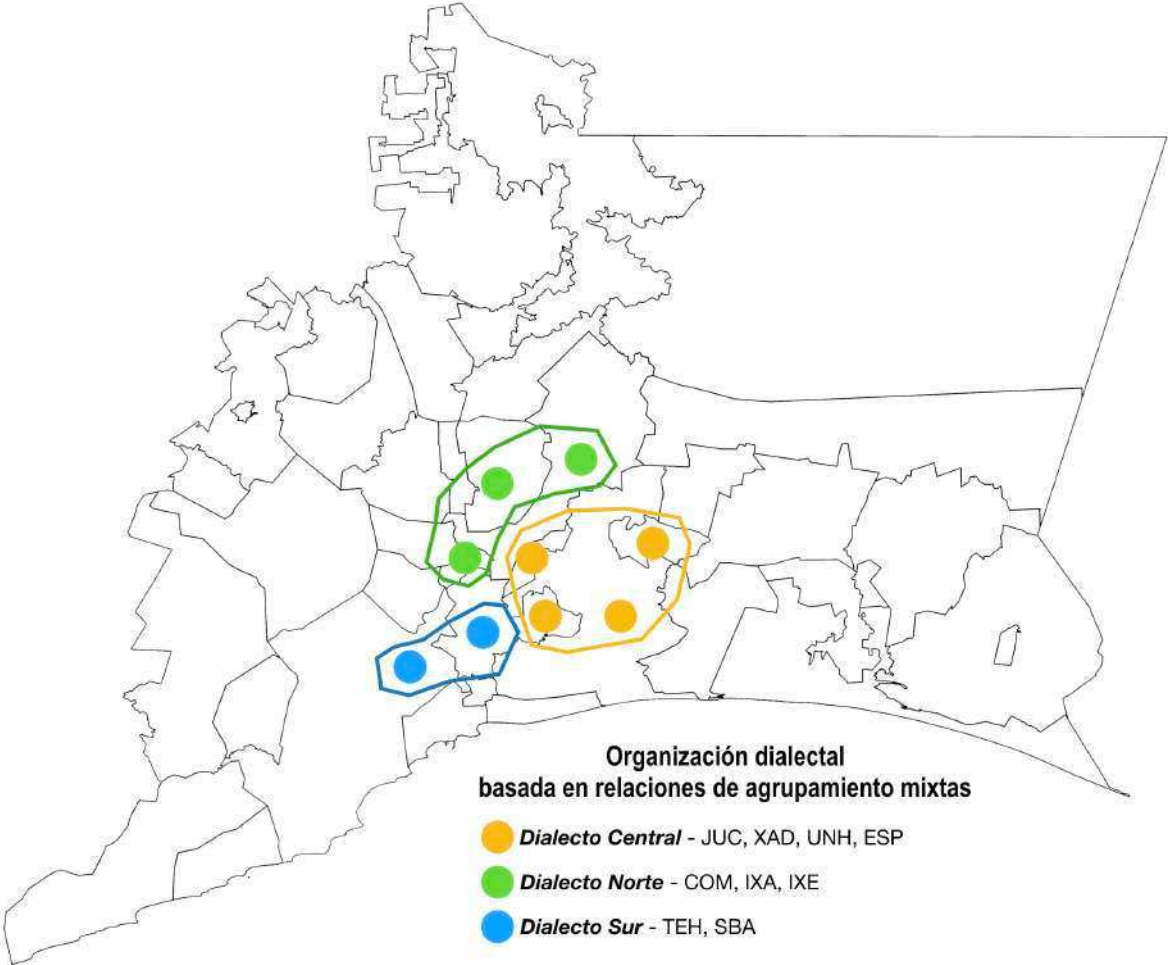 Organización dialectal
basada en relaciones de agrupamiento mixtas
Dialecto Central - JUC, XAD, UNH, ESP
Dialecto Norte - COM, IXA, IXE
Dialecto Sur - TEH, SBA